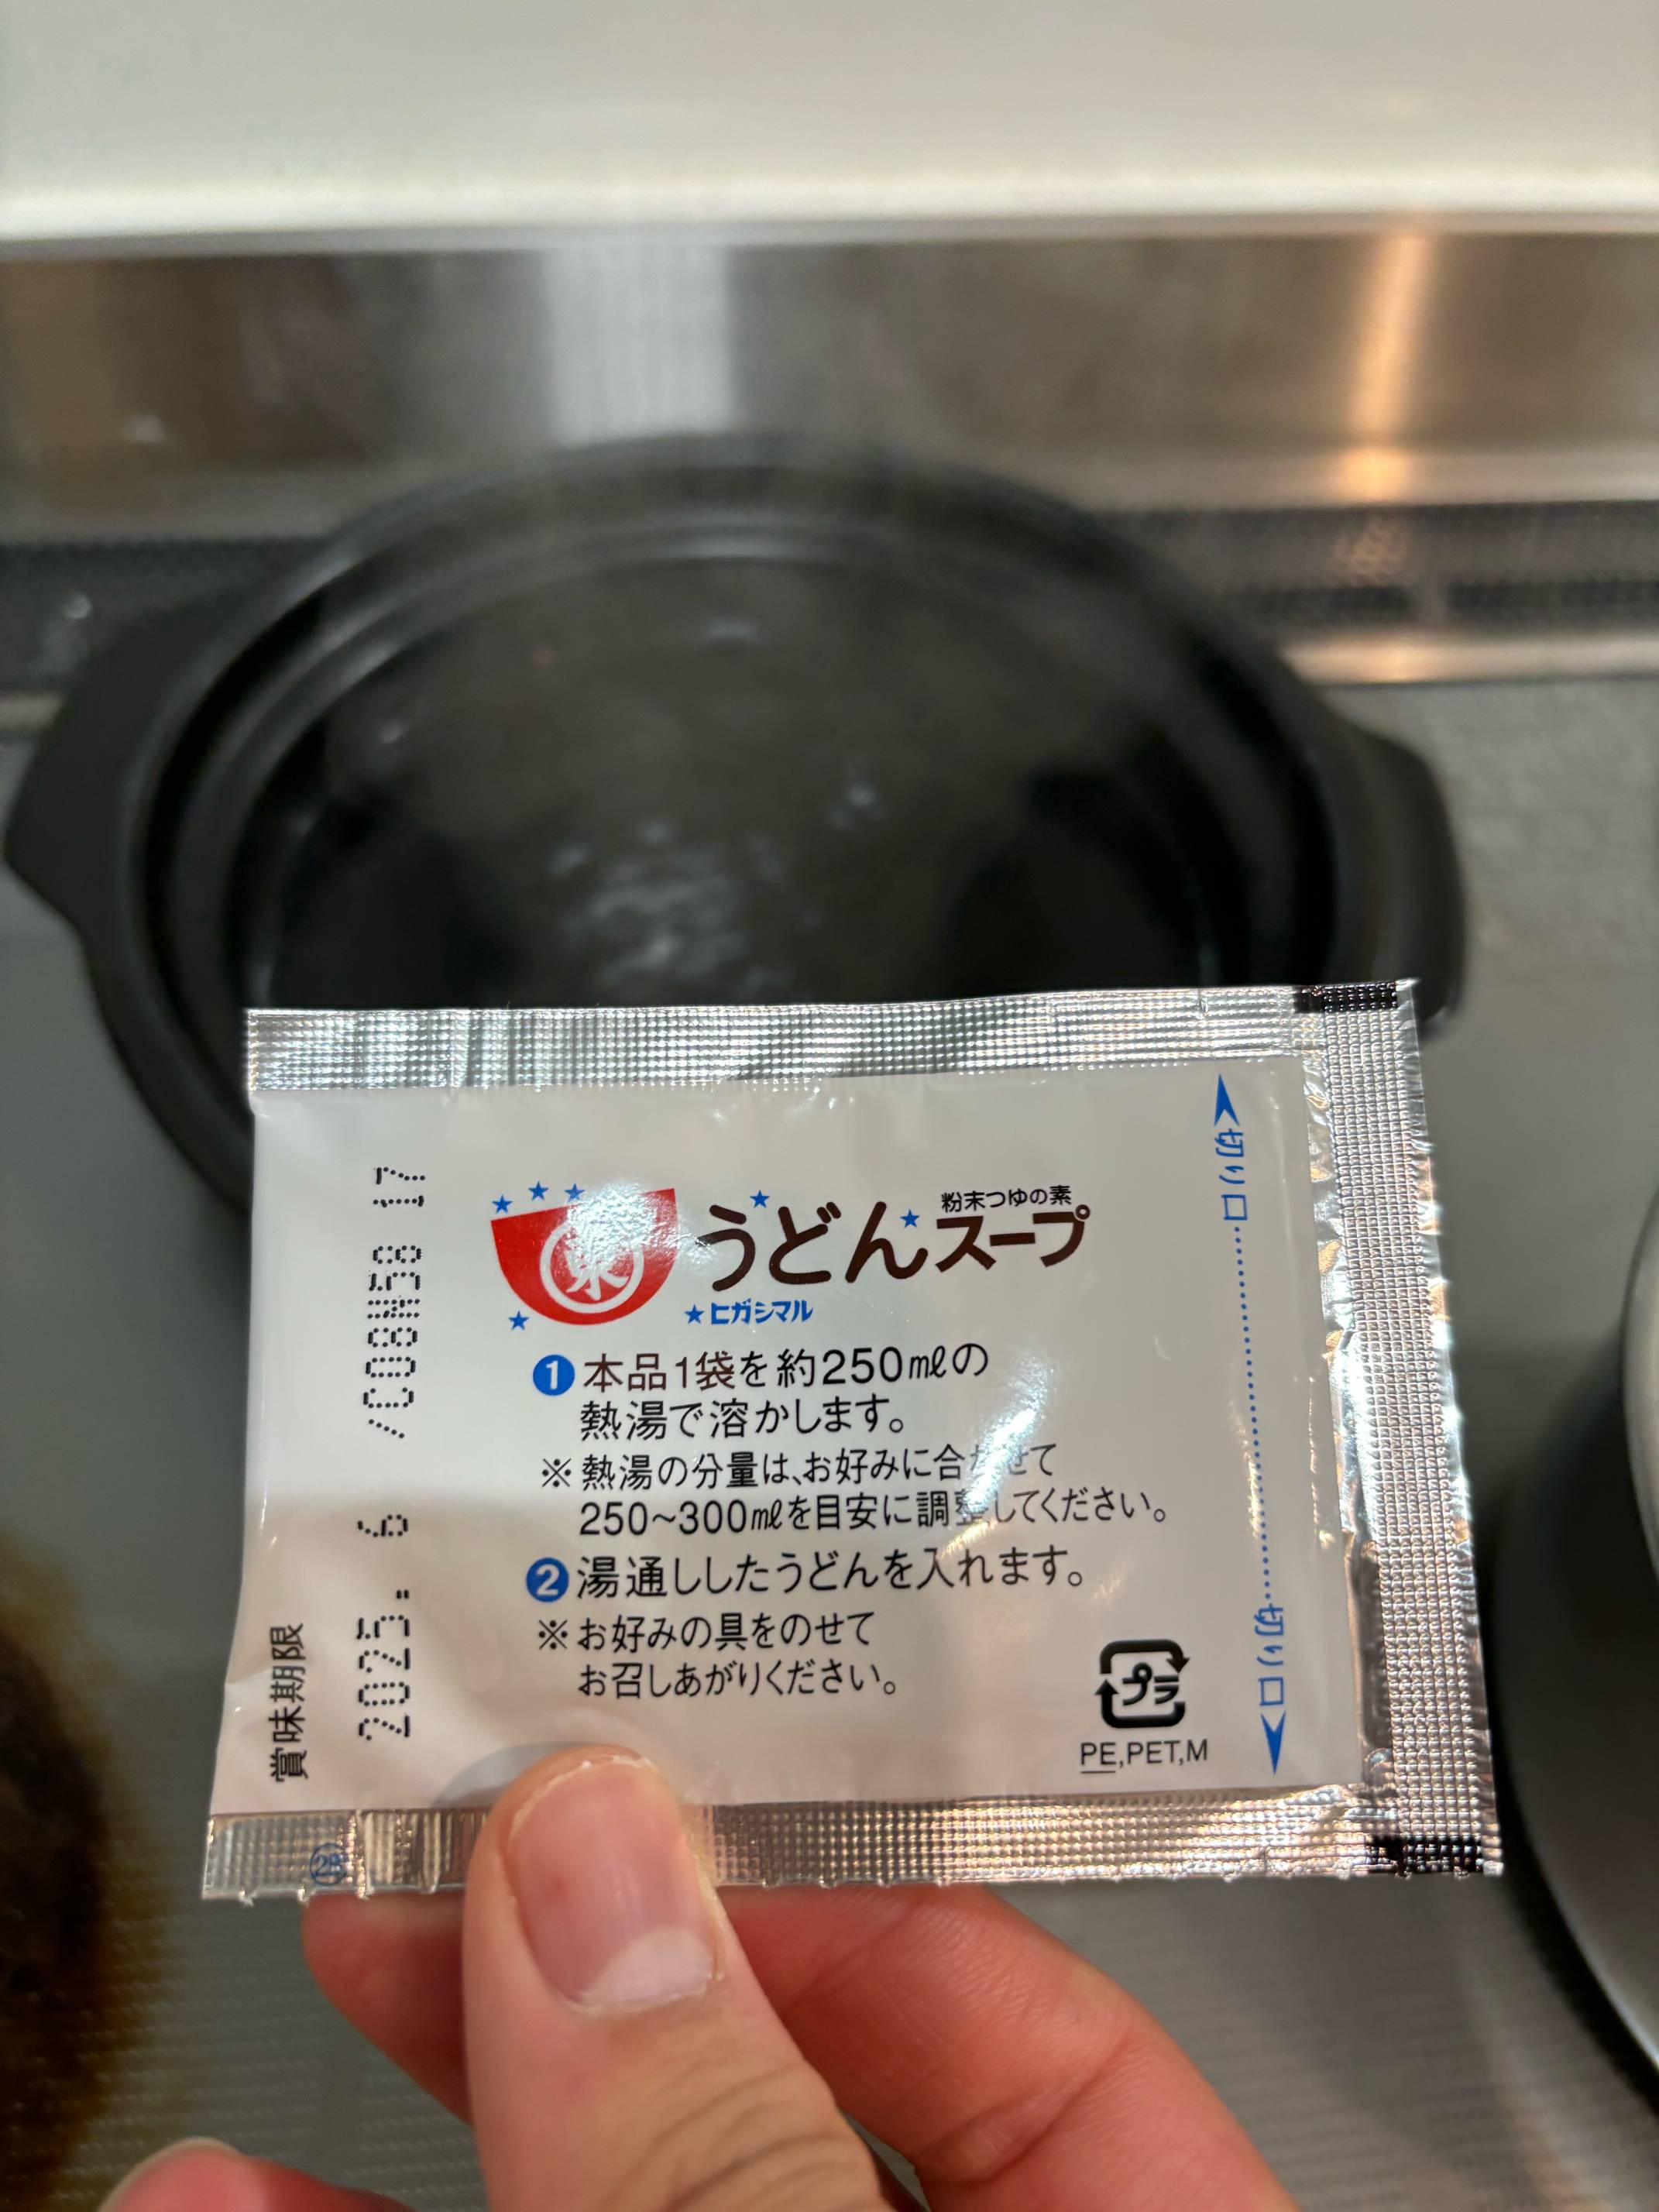 粉末つゆの素
うどんスープ
ヒガシマル
❶本品1袋を約250㎖の
熱湯で溶かします。
※熱湯の分量は、お好みに合わせて
250~300㎖を目安に調整してください。
❷湯通ししたうどんを入れます。
※お好みの具をのせて
お召しあがりください。
プラ
PE,PET,M
切り口
切り口
賞味期限
2025. 6 /C08N58 17
東